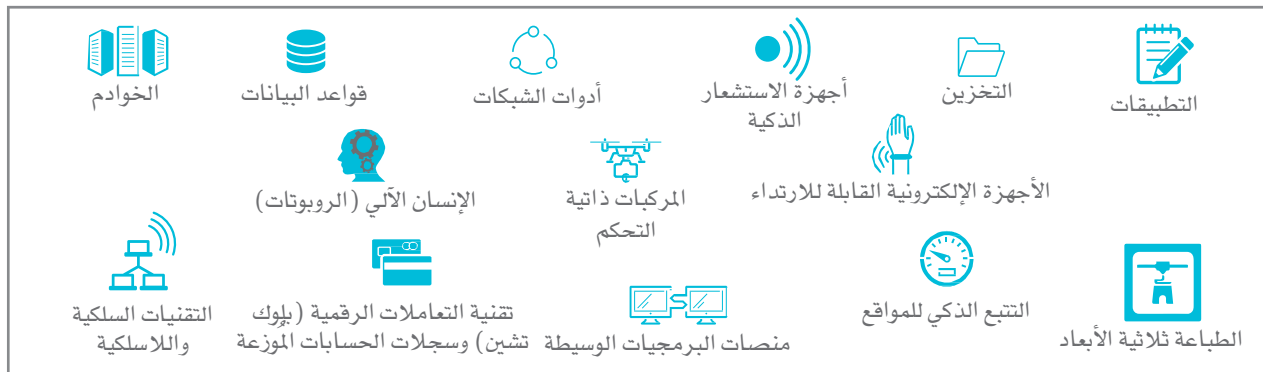 التطبيقات
التخزين
أجهزة الاستشعار
الذكية
أدوات الشبكات
قواعد البيانات
الخوادم
الأجهزة الإلكترونية القابلة للارتداء
المركبات ذاتية
التحكم
الإنسان الآلي (الروبوتات)
الطباعة ثلاثية الأبعاد
التتبع الذكي للمواقع
منصات البرمجيات الوسيطة
تقنية التعاملات الرقمية (بلوك
تشين) وسجلات الحسابات المُوزعة
التقنيات السلكية
واللاسلكية